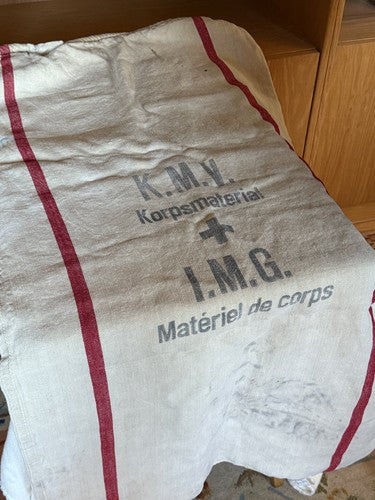 K.M.V.
Korpsmaterial
I.M.G.
Matériel de corps